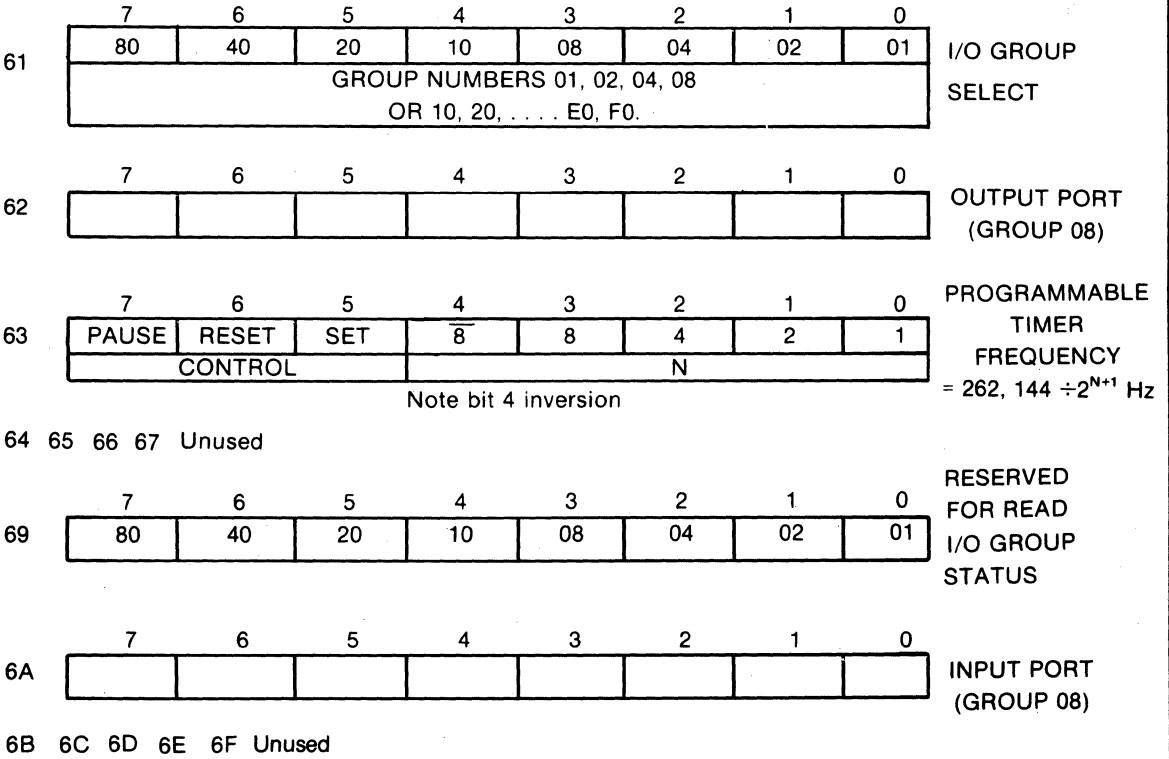 7 6 5 4 3 2 1 0
61 80 40 20 10 08 04 02 01 I/O GROUP
SELECT
GROUP NUMBERS 01, 02, 04, 08
OR 10, 20, . . . . E0, F0.
7 6 5 4 3 2 1 0
62 OUTPUT PORT
(GROUP 08)
7 6 5 4 3 2 1 0
63 PAUSE RESET SET 8̅ 8 4 2 1
CONTROL N
PROGRAMMABLE
TIMER
FREQUENCY
= 262, 144 ÷2ᴺ⁺¹ Hz
Note bit 4 inversion
64 65 66 67 Unused
7 6 5 4 3 2 1 0
69 80 40 20 10 08 04 02 01
RESERVED
FOR READ
I/O GROUP
STATUS
7 6 5 4 3 2 1 0
6A INPUT PORT
(GROUP 08)
6B 6C 6D 6E 6F Unused